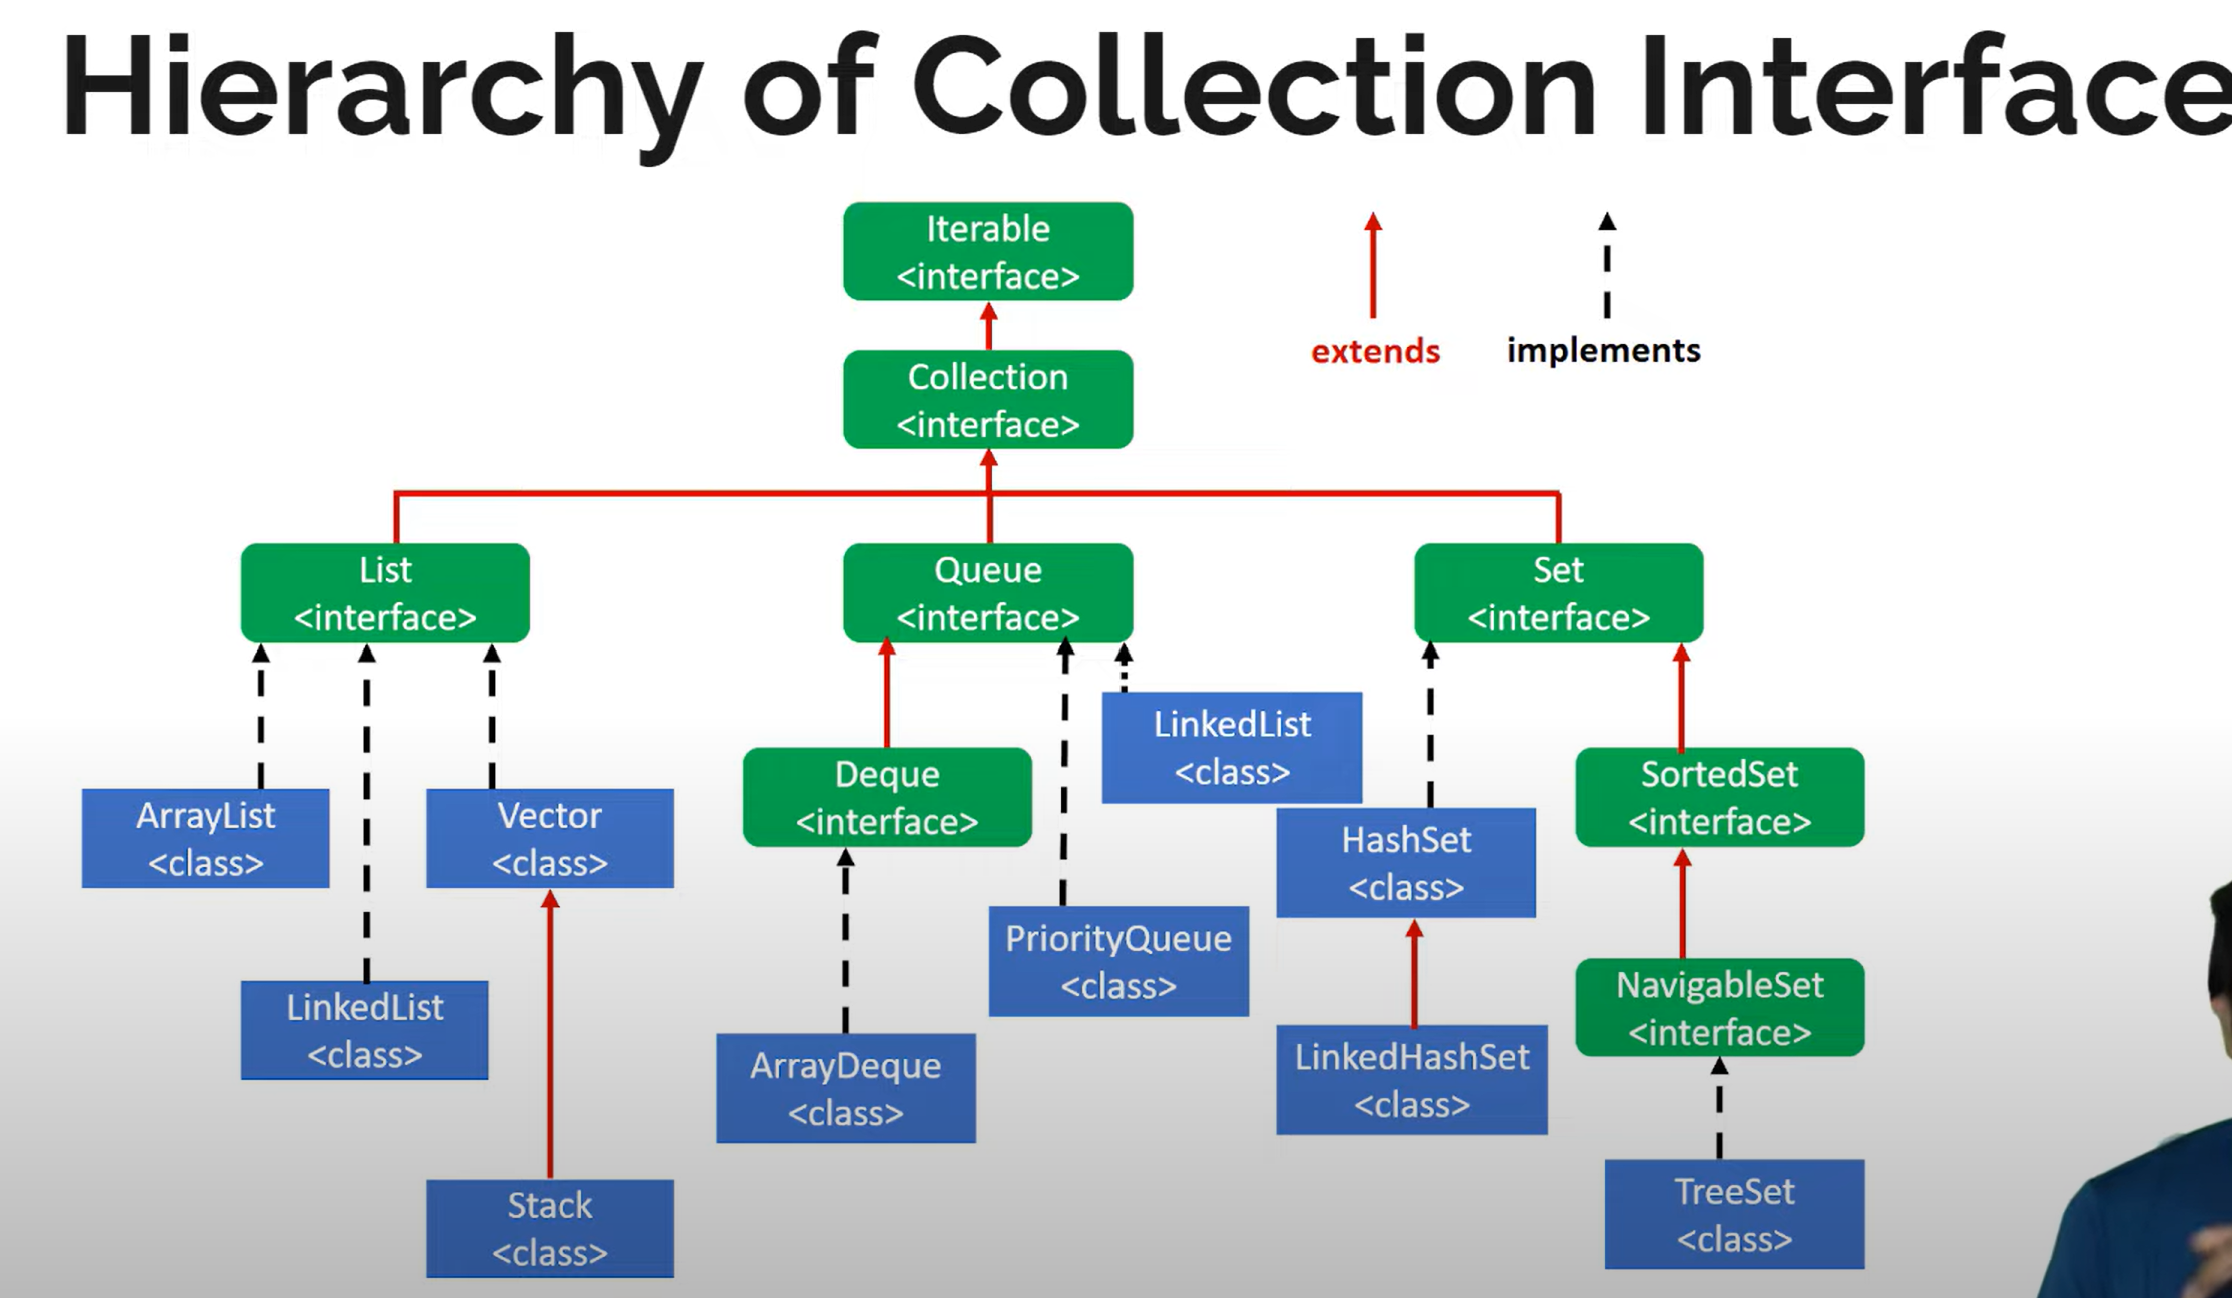 Hierarchy of Collection Interface
Iterable
<interface>
extends
implements
Collection
<interface>
List
<interface>
Queue
<interface>
Set
<interface>
LinkedList
<class>
Deque
<interface>
SortedSet
<interface>
ArrayList
<class>
Vector
<class>
HashSet
<class>
PriorityQueue
<class>
NavigableSet
<interface>
LinkedList
<class>
ArrayDeque
<class>
LinkedHashSet
<class>
Stack
<class>
TreeSet
<class>